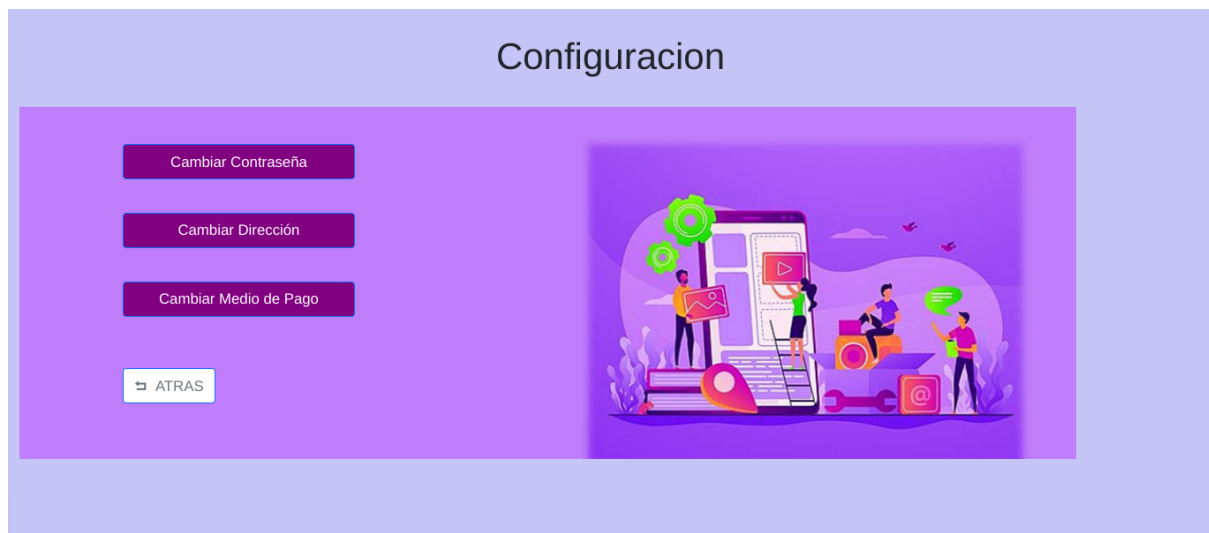 Configuracion
Cambiar Contraseña
Cambiar Dirección
Cambiar Medio de Pago
ATRAS
@